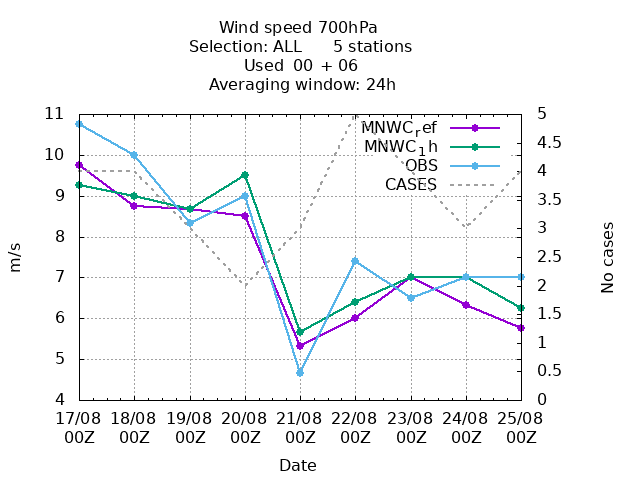 Wind speed 700hPa
Selection: ALL 5 stations
Used 00 + 06
Averaging window: 24h
11
10
9
8
7
6
5
4
m/s
5
4.5
4
3.5
3
2.5
2
1.5
1
0.5
0
No cases
MNWC_ref
MNWC_1h
OBS
CASES
17/08 18/08 19/08 20/08 21/08 22/08 23/08 24/08 25/08
00Z 00Z 00Z 00Z 00Z 00Z 00Z 00Z 00Z
Date